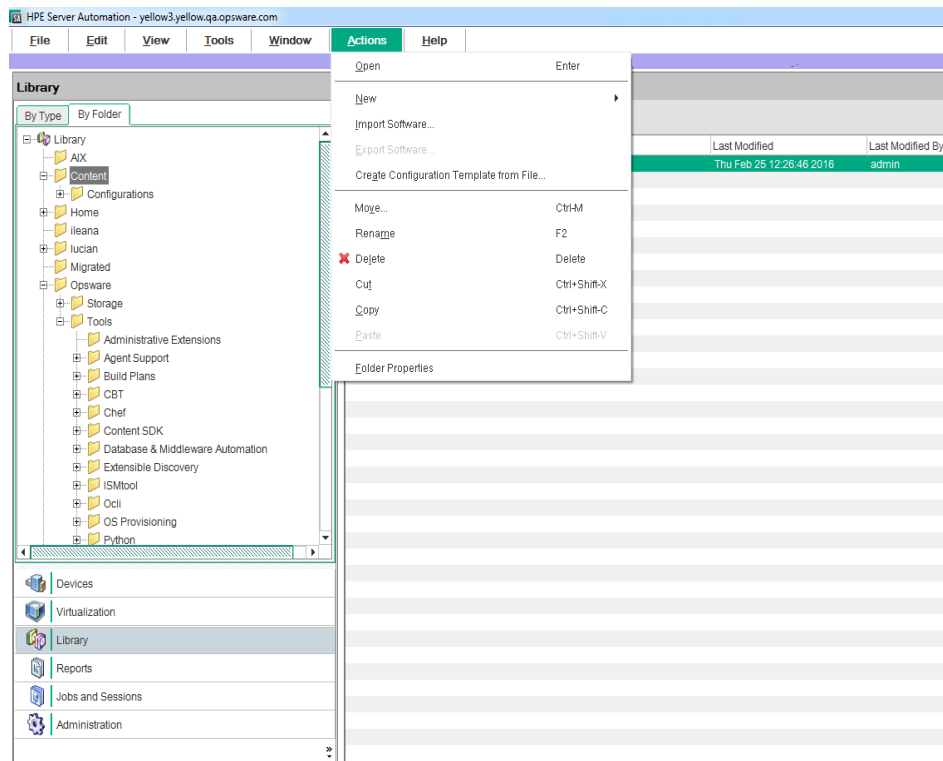 HPE Server Automation - yellow3.yellow.qa.opsware.com
File Edit View Tools Window Actions Help
Library
By Type By Folder
Library
AIX
Content
Configurations
Home
ileana
lucian
Migrated
Opsware
Storage
Tools
Administrative Extensions
Agent Support
Build Plans
CBT
Chef
Content SDK
Database & Middleware Automation
Extensible Discovery
ISMtool
Ocli
OS Provisioning
Python
Devices
Virtualization
Library
Reports
Jobs and Sessions
Administration
Open Enter
New
Import Software...
Export Software...
Create Configuration Template from File...
Move... Ctrl-M
Rename F2
Delete Delete
Cut Ctrl+Shift-X
Copy Ctrl+Shift-C
Paste Ctrl+Shift-V
Folder Properties
Last Modified Last Modified By
Thu Feb 25 12:26:46 2016 admin